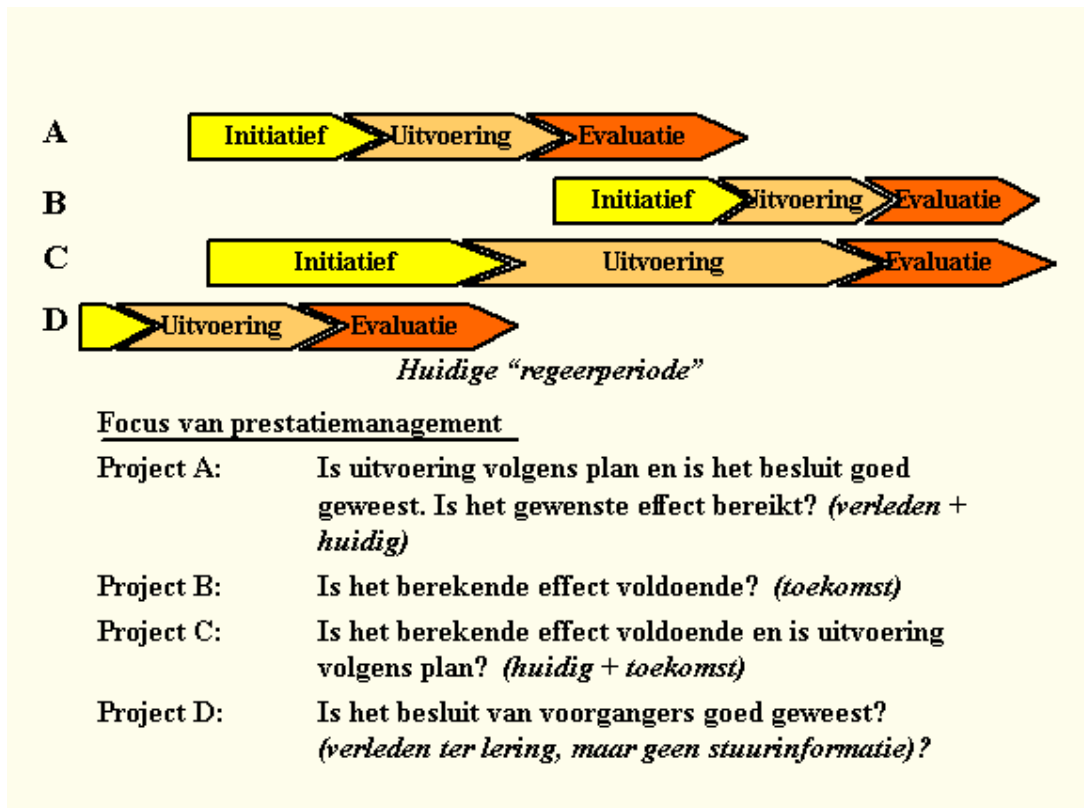 A Initiatief Uitvoering Evaluatie
B Initiatief Uitvoering Evaluatie
C Initiatief Uitvoering Evaluatie
D Uitvoering Evaluatie
Huidige “regeerperiode”
Focus van prestatiemanagement
Project A: Is uitvoering volgens plan en is het besluit goed
geweest. Is het gewenste effect bereikt? (verleden +
huidig)
Project B: Is het berekende effect voldoende? (toekomst)
Project C: Is het berekende effect voldoende en is uitvoering
volgens plan? (huidig + toekomst)
Project D: Is het besluit van voorgangers goed geweest?
(verleden ter lering, maar geen stuurinformatie)?